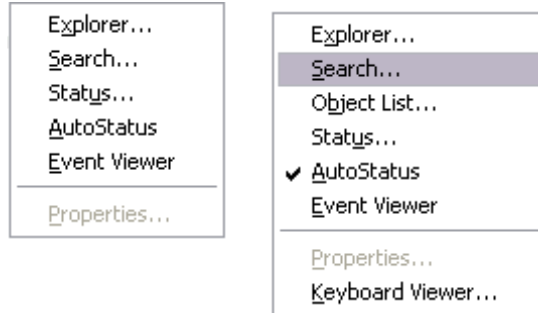 Explorer...
Search...
Status...
AutoStatus
Event Viewer
Properties...
Explorer...
Search...
Object List...
Status...
AutoStatus
Event Viewer
Properties...
Keyboard Viewer...